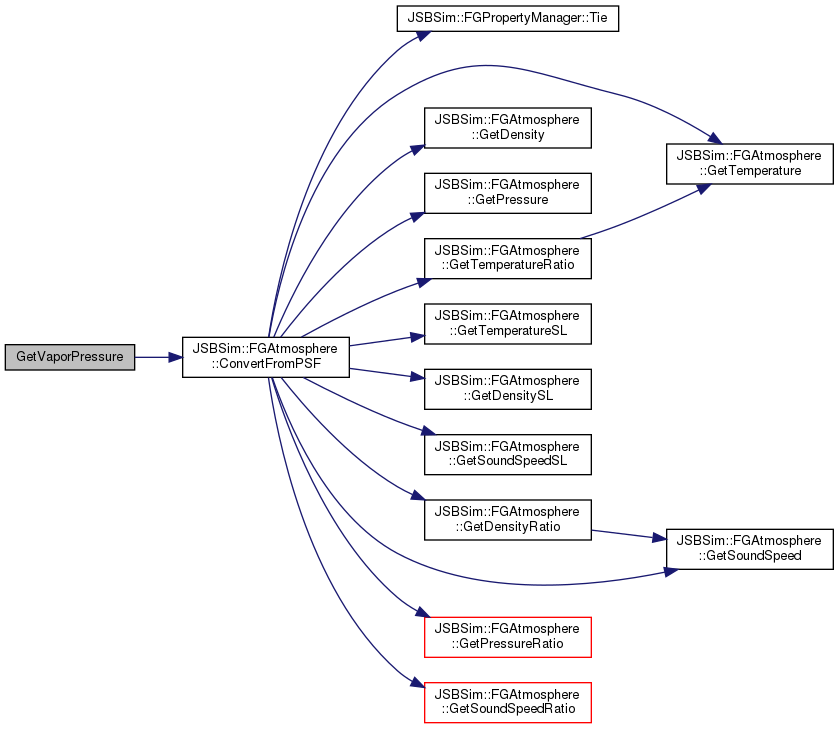 JSBSim::FGPropertyManager::Tie
JSBSim::FGAtmosphere
::GetDensity
JSBSim::FGAtmosphere
::GetTemperature
JSBSim::FGAtmosphere
::GetPressure
JSBSim::FGAtmosphere
::GetTemperatureRatio
JSBSim::FGAtmosphere
::GetTemperatureSL
GetVaporPressure
JSBSim::FGAtmosphere
::ConvertFromPSF
JSBSim::FGAtmosphere
::GetDensitySL
JSBSim::FGAtmosphere
::GetSoundSpeedSL
JSBSim::FGAtmosphere
::GetDensityRatio
JSBSim::FGAtmosphere
::GetSoundSpeed
JSBSim::FGAtmosphere
::GetPressureRatio
JSBSim::FGAtmosphere
::GetSoundSpeedRatio